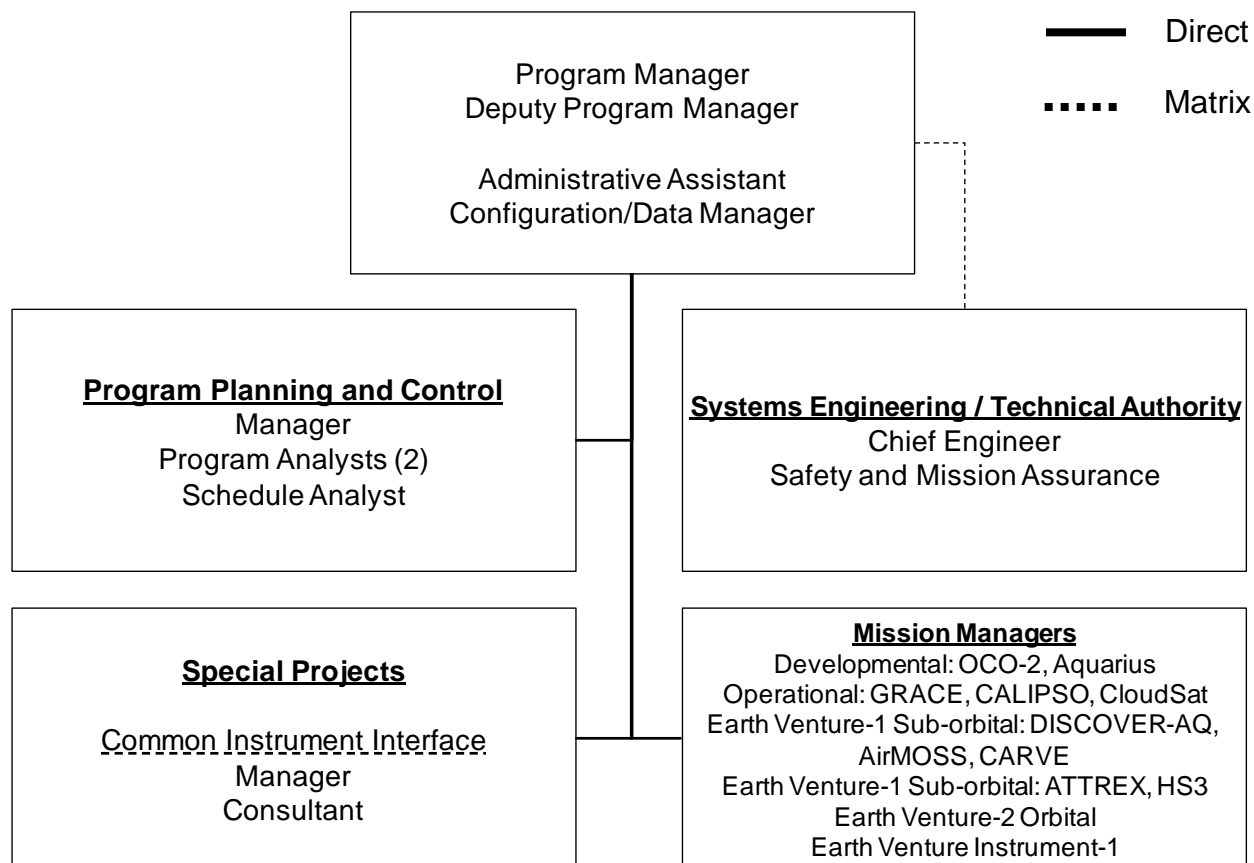 Direct
Matrix
Program Manager
Deputy Program Manager
Administrative Assistant
Configuration/Data Manager
Program Planning and Control
Manager
Program Analysts (2)
Schedule Analyst
Systems Engineering / Technical Authority
Chief Engineer
Safety and Mission Assurance
Special Projects
Common Instrument Interface
Manager
Consultant
Mission Managers
Developmental: OCO-2, Aquarius
Operational: GRACE, CALIPSO, CloudSat
Earth Venture-1 Sub-orbital: DISCOVER-AQ,
AirMOSS, CARVE
Earth Venture-1 Sub-orbital: ATTREX, HS3
Earth Venture-2 Orbital
Earth Venture Instrument-1